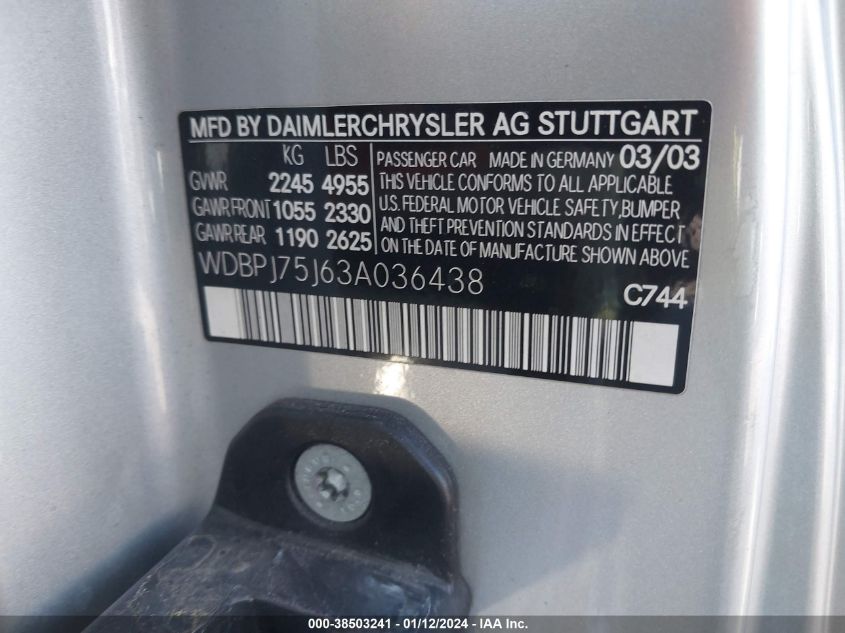 MFD BY DAIMLERCHRYSLER AG STUTTGART
KG LBS
GVWR 2245 4955
GAWR FRONT 1055 2330
GAWR REAR 1190 2625
PASSENGER CAR MADE IN GERMANY 03/03
THIS VEHICLE CONFORMS TO ALL APPLICABLE
U.S. FEDERAL MOTOR VEHICLE SAFETY, BUMPER
AND THEFT PREVENTION STANDARDS IN EFFECT
ON THE DATE OF MANUFACTURE SHOWN ABOVE
WDBPJ75J63A036438
C744
000-38503241 - 01/12/2024 - IAA Inc.